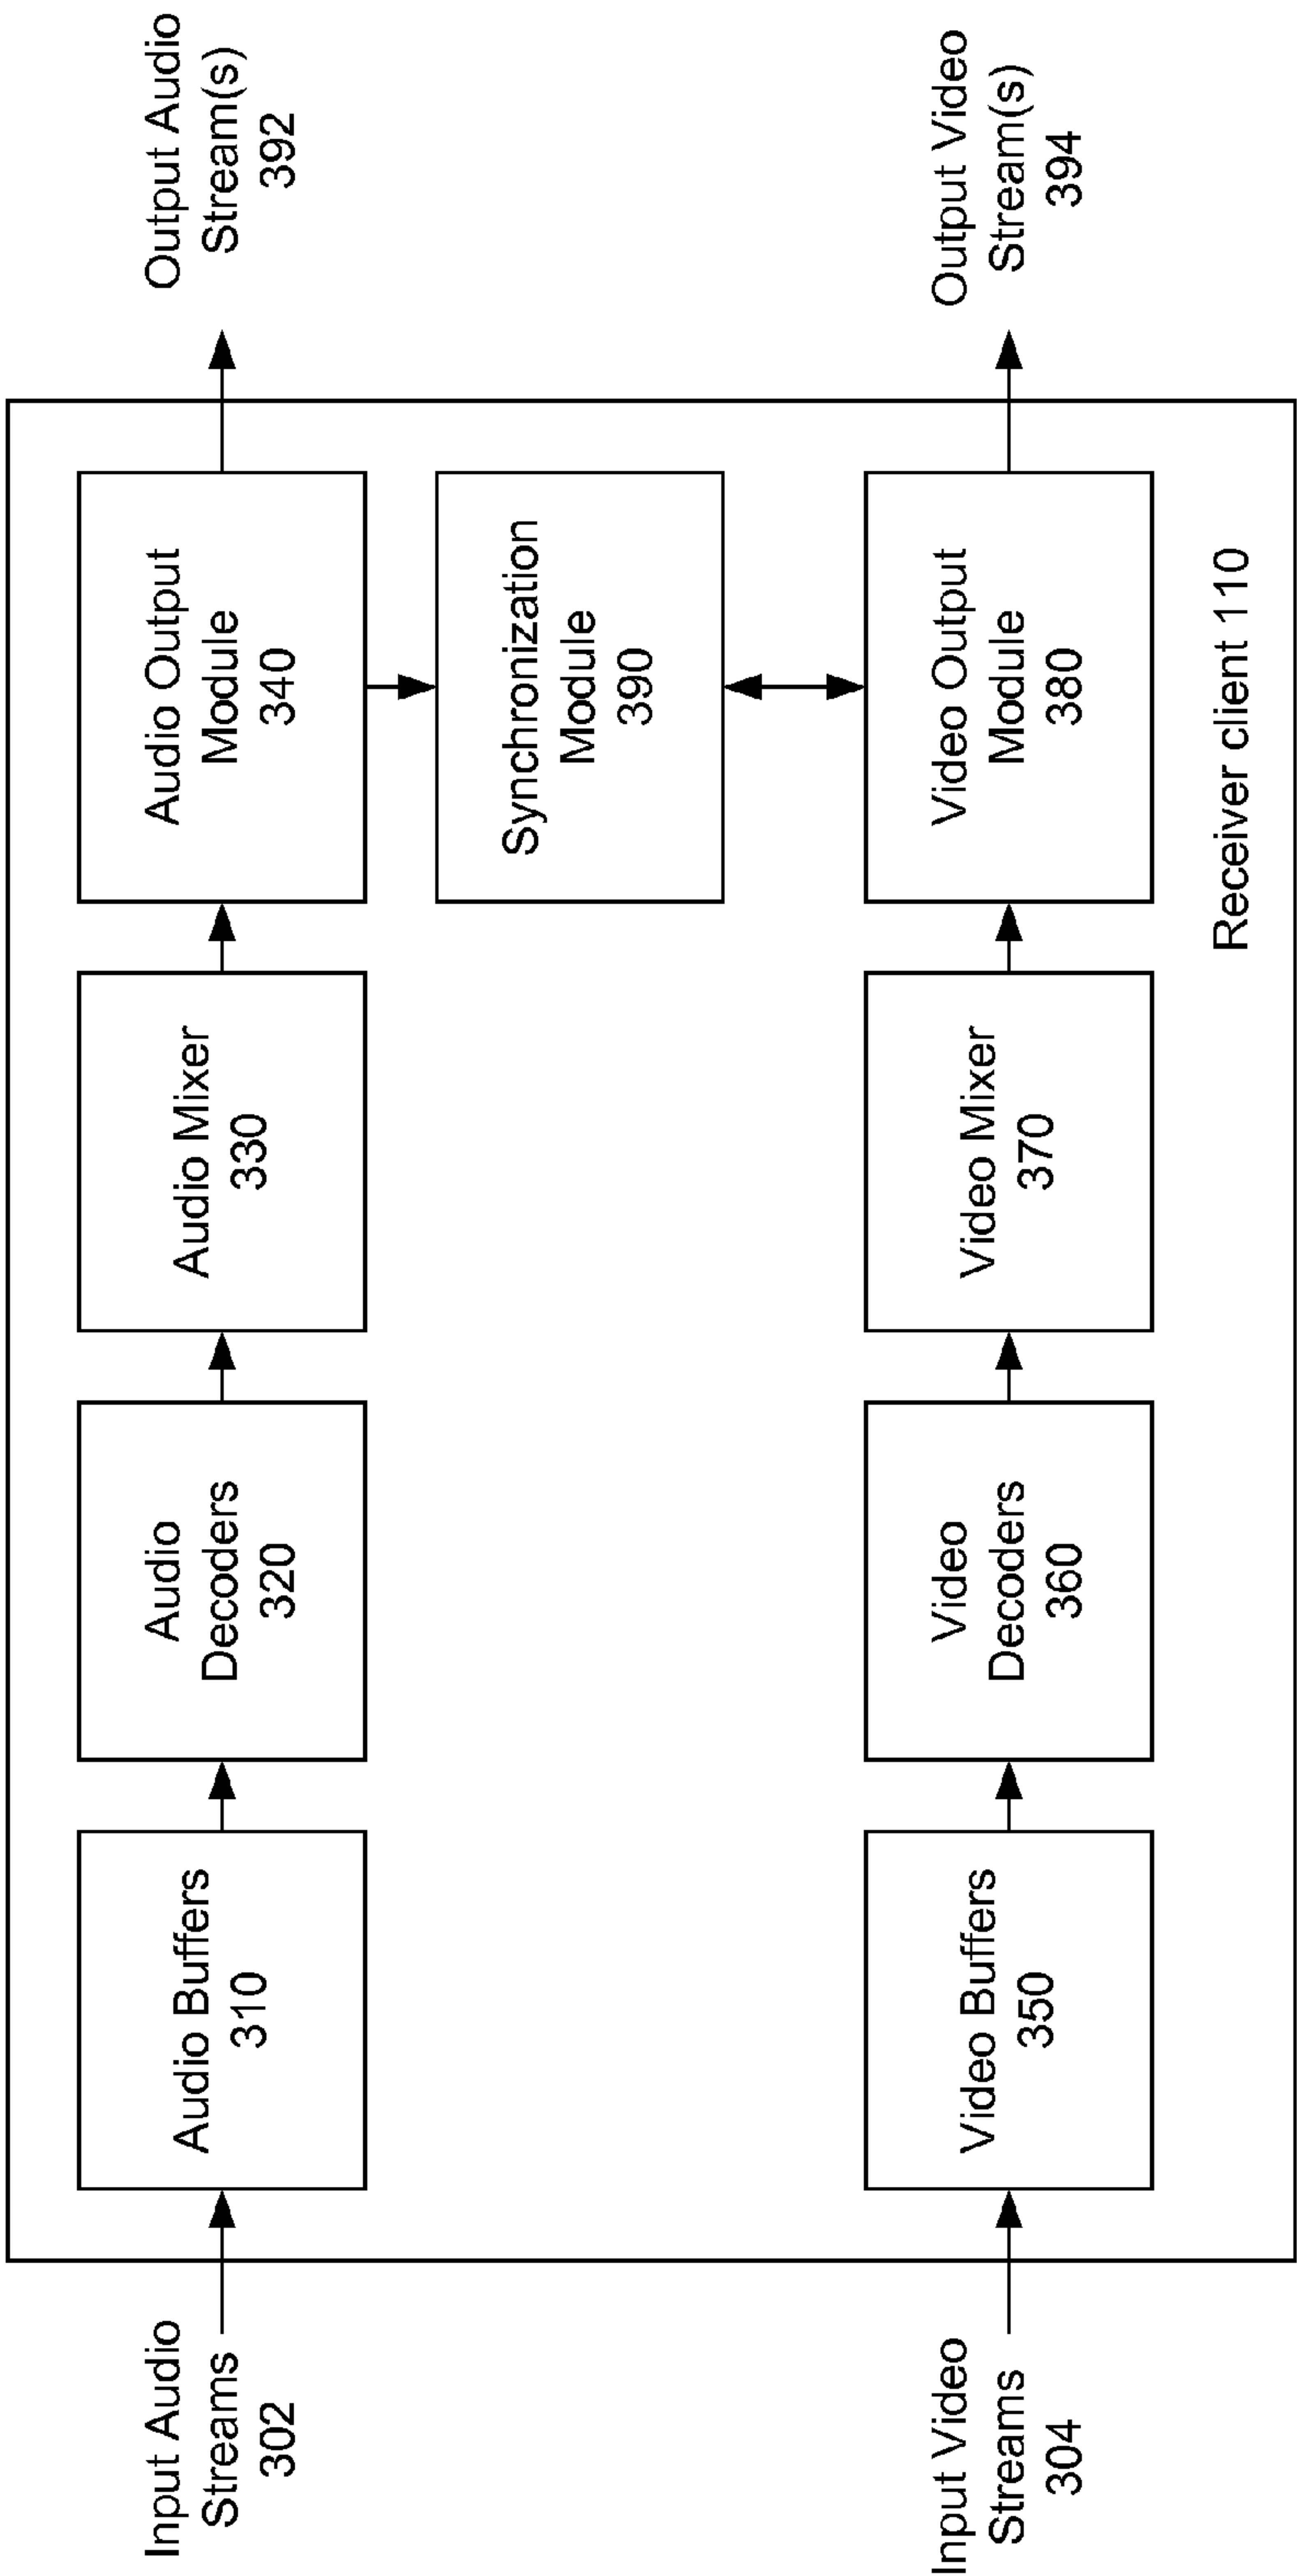 Input Audio
Streams
302
Audio Buffers
310
Audio
Decoders
320
Audio Mixer
330
Audio Output
Module
340
Output Audio
Stream(s)
392
Synchronization
Module
390
Input Video
Streams
304
Video Buffers
350
Video
Decoders
360
Video Mixer
370
Video Output
Module
380
Output Video
Stream(s)
394
Receiver client 110